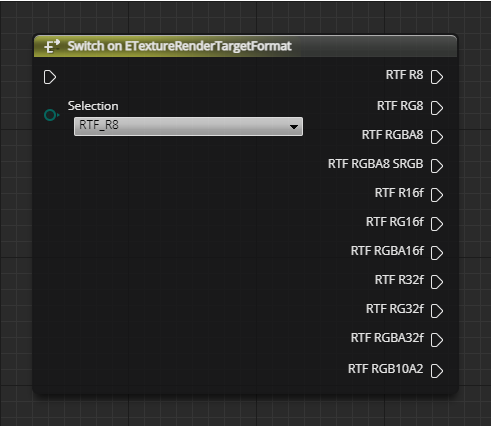 Switch on ETextureRenderTargetFormat
RTF R8
Selection
RTF_R8
RTF RG8
RTF RGBA8
RTF RGBA8 SRGB
RTF R16f
RTF RG16f
RTF RGBA16f
RTF R32f
RTF RG32f
RTF RGBA32f
RTF RGB10A2